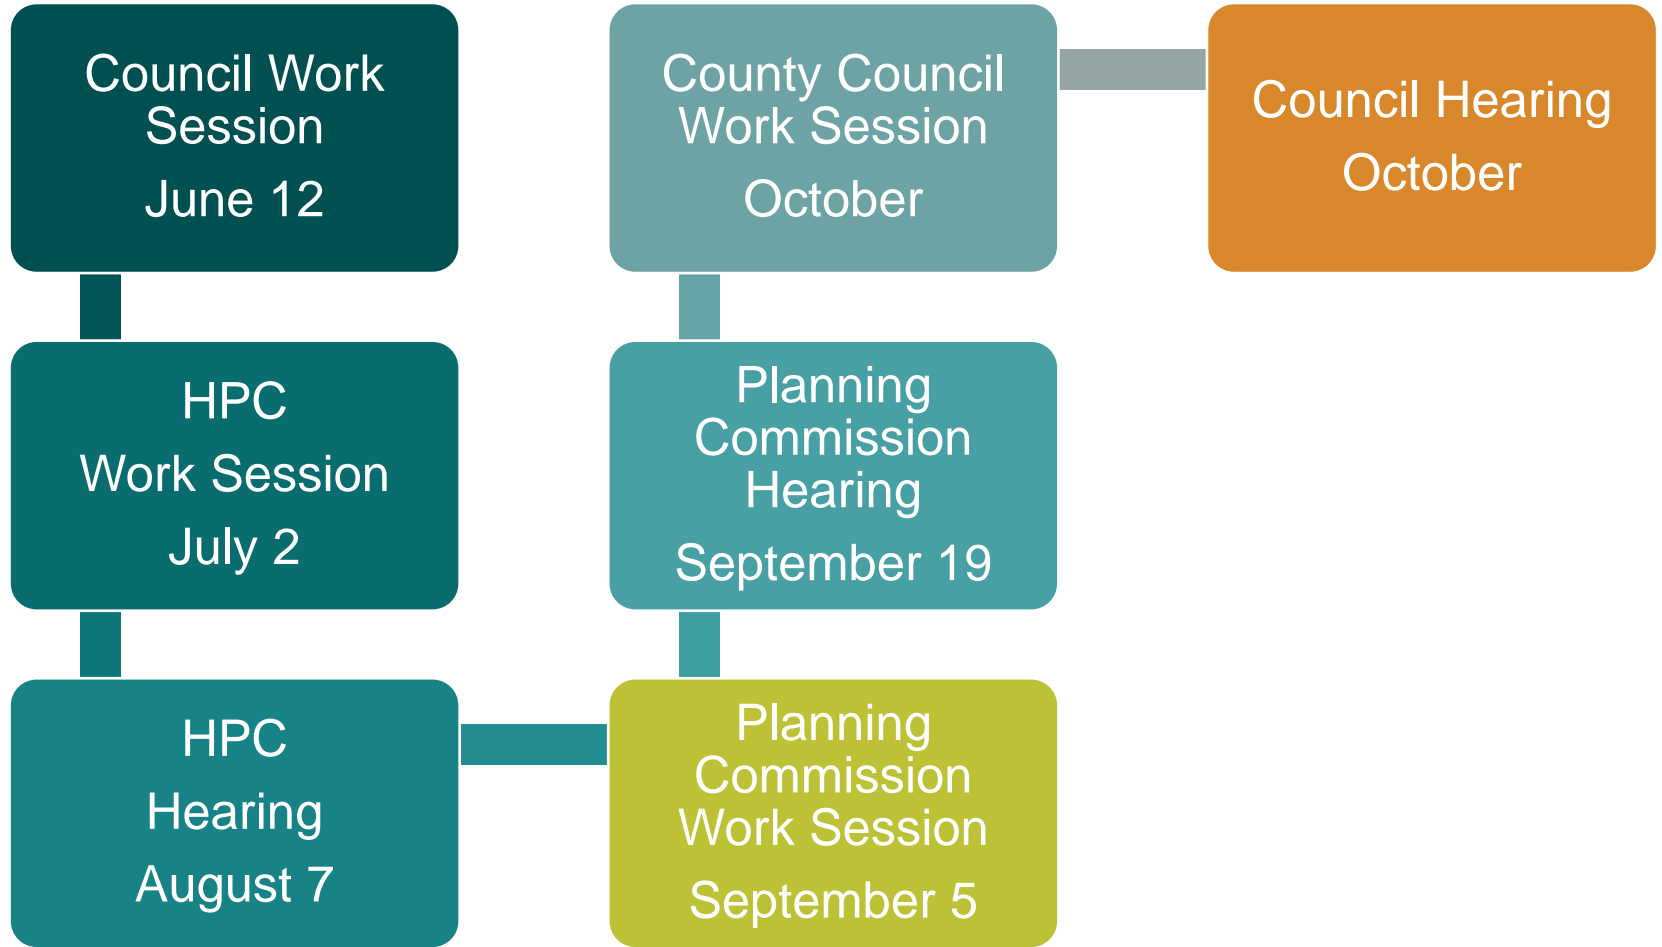 Council Work
Session
June 12
HPC
Work Session
July 2
HPC
Hearing
August 7
Planning
Commission
Work Session
September 5
Planning
Commission
Hearing
September 19
County Council
Work Session
October
Council Hearing
October